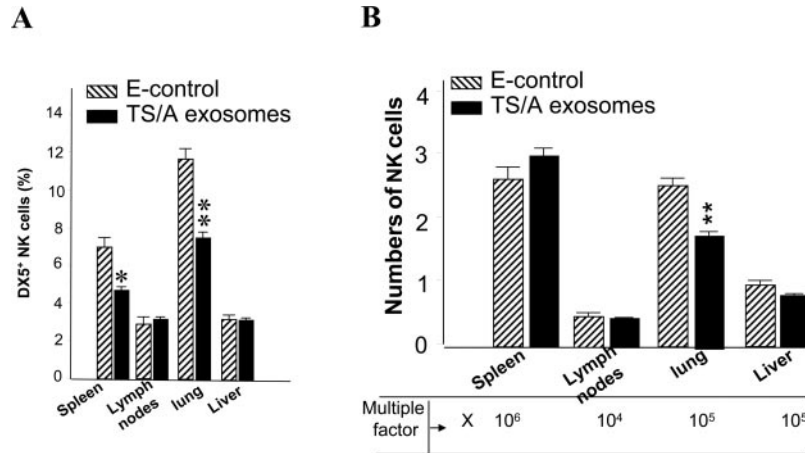 A
E-control
TS/A exosomes
DX5+ NK cells (%)
14
12
10
8
6
4
2
0
*
**
Spleen
Lymph
nodes
lung
Liver
B
E-control
TS/A exosomes
Numbers of NK cells
4
3
2
1
0
**
Spleen
Lymph
nodes
lung
Liver
Multiple
factor
X 10⁶ 10⁴ 10⁵ 10⁵